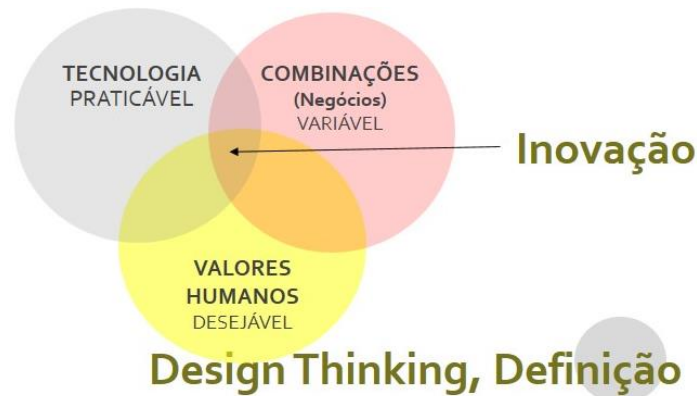 TECNOLOGIA
PRATICÁVEL
COMBINAÇÕES
(Negócios)
VARIÁVEL
Inovação
VALORES
HUMANOS
DESEJÁVEL
Design Thinking, Definição